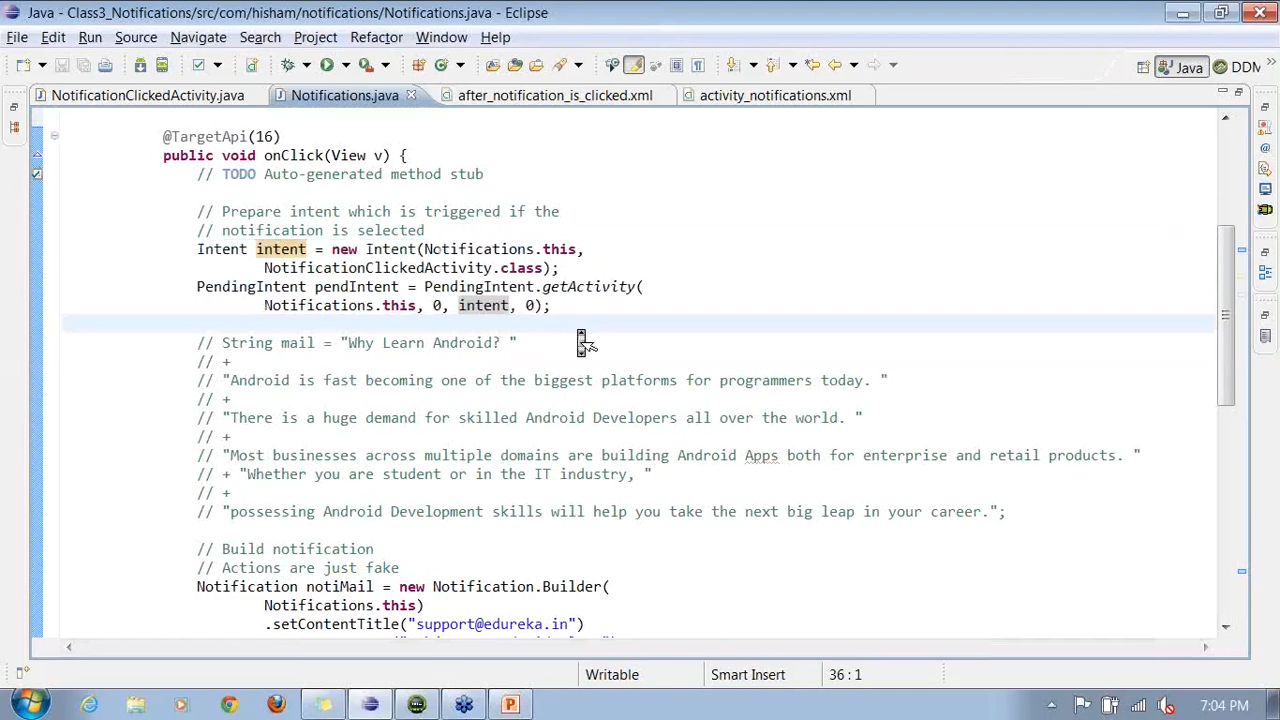 Java - Class3_Notifications/src/com/hisham/notifications/Notifications.java - Eclipse
File Edit Run Source Navigate Search Project Refactor Window Help
Java DDM
NotificationClickedActivity.java Notifications.java after_notification_is_clicked.xml activity_notifications.xml
@TargetApi(16)
public void onClick(View v) {
// TODO Auto-generated method stub
// Prepare intent which is triggered if the
// notification is selected
Intent intent = new Intent(Notifications.this,
NotificationClickedActivity.class);
PendingIntent pendIntent = PendingIntent.getActivity(
Notifications.this, 0, intent, 0);
// String mail = "Why Learn Android? "
// +
// "Android is fast becoming one of the biggest platforms for programmers today. "
// +
// "There is a huge demand for skilled Android Developers all over the world. "
// +
// "Most businesses across multiple domains are building Android Apps both for enterprise and retail products. "
// + "Whether you are student or in the IT industry, "
// +
// "possessing Android Development skills will help you take the next big leap in your career.";
// Build notification
// Actions are just fake
Notification notiMail = new Notification.Builder(
Notifications.this)
.setContentTitle("support@edureka.in")
Writable Smart Insert 36 : 1
7:04 PM